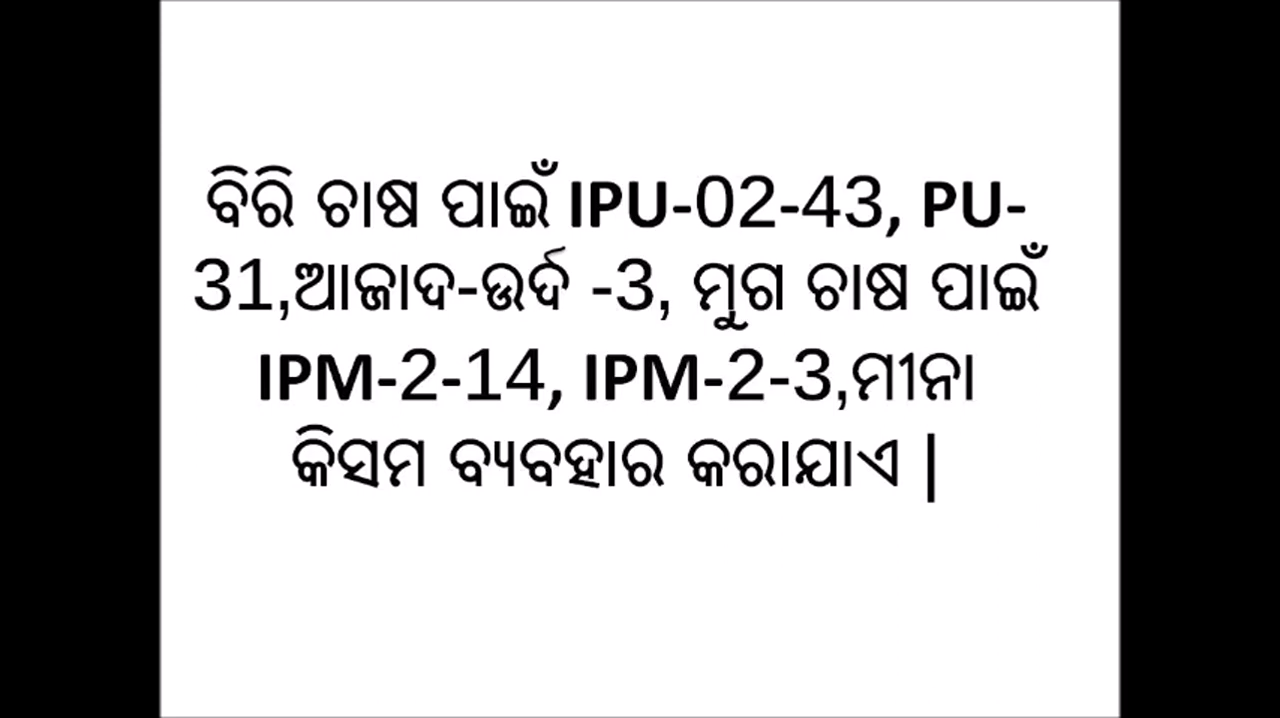 ବିରି ଚାଷ ପାଇଁ IPU-02-43, PU-
31,ଆଜାଦ-ଉର୍ଦ -3, ମୁଗ ଚାଷ ପାଇଁ
IPM-2-14, IPM-2-3,ମୀନା
କିସମ ବ୍ୟବହାର କରାଯାଏ |